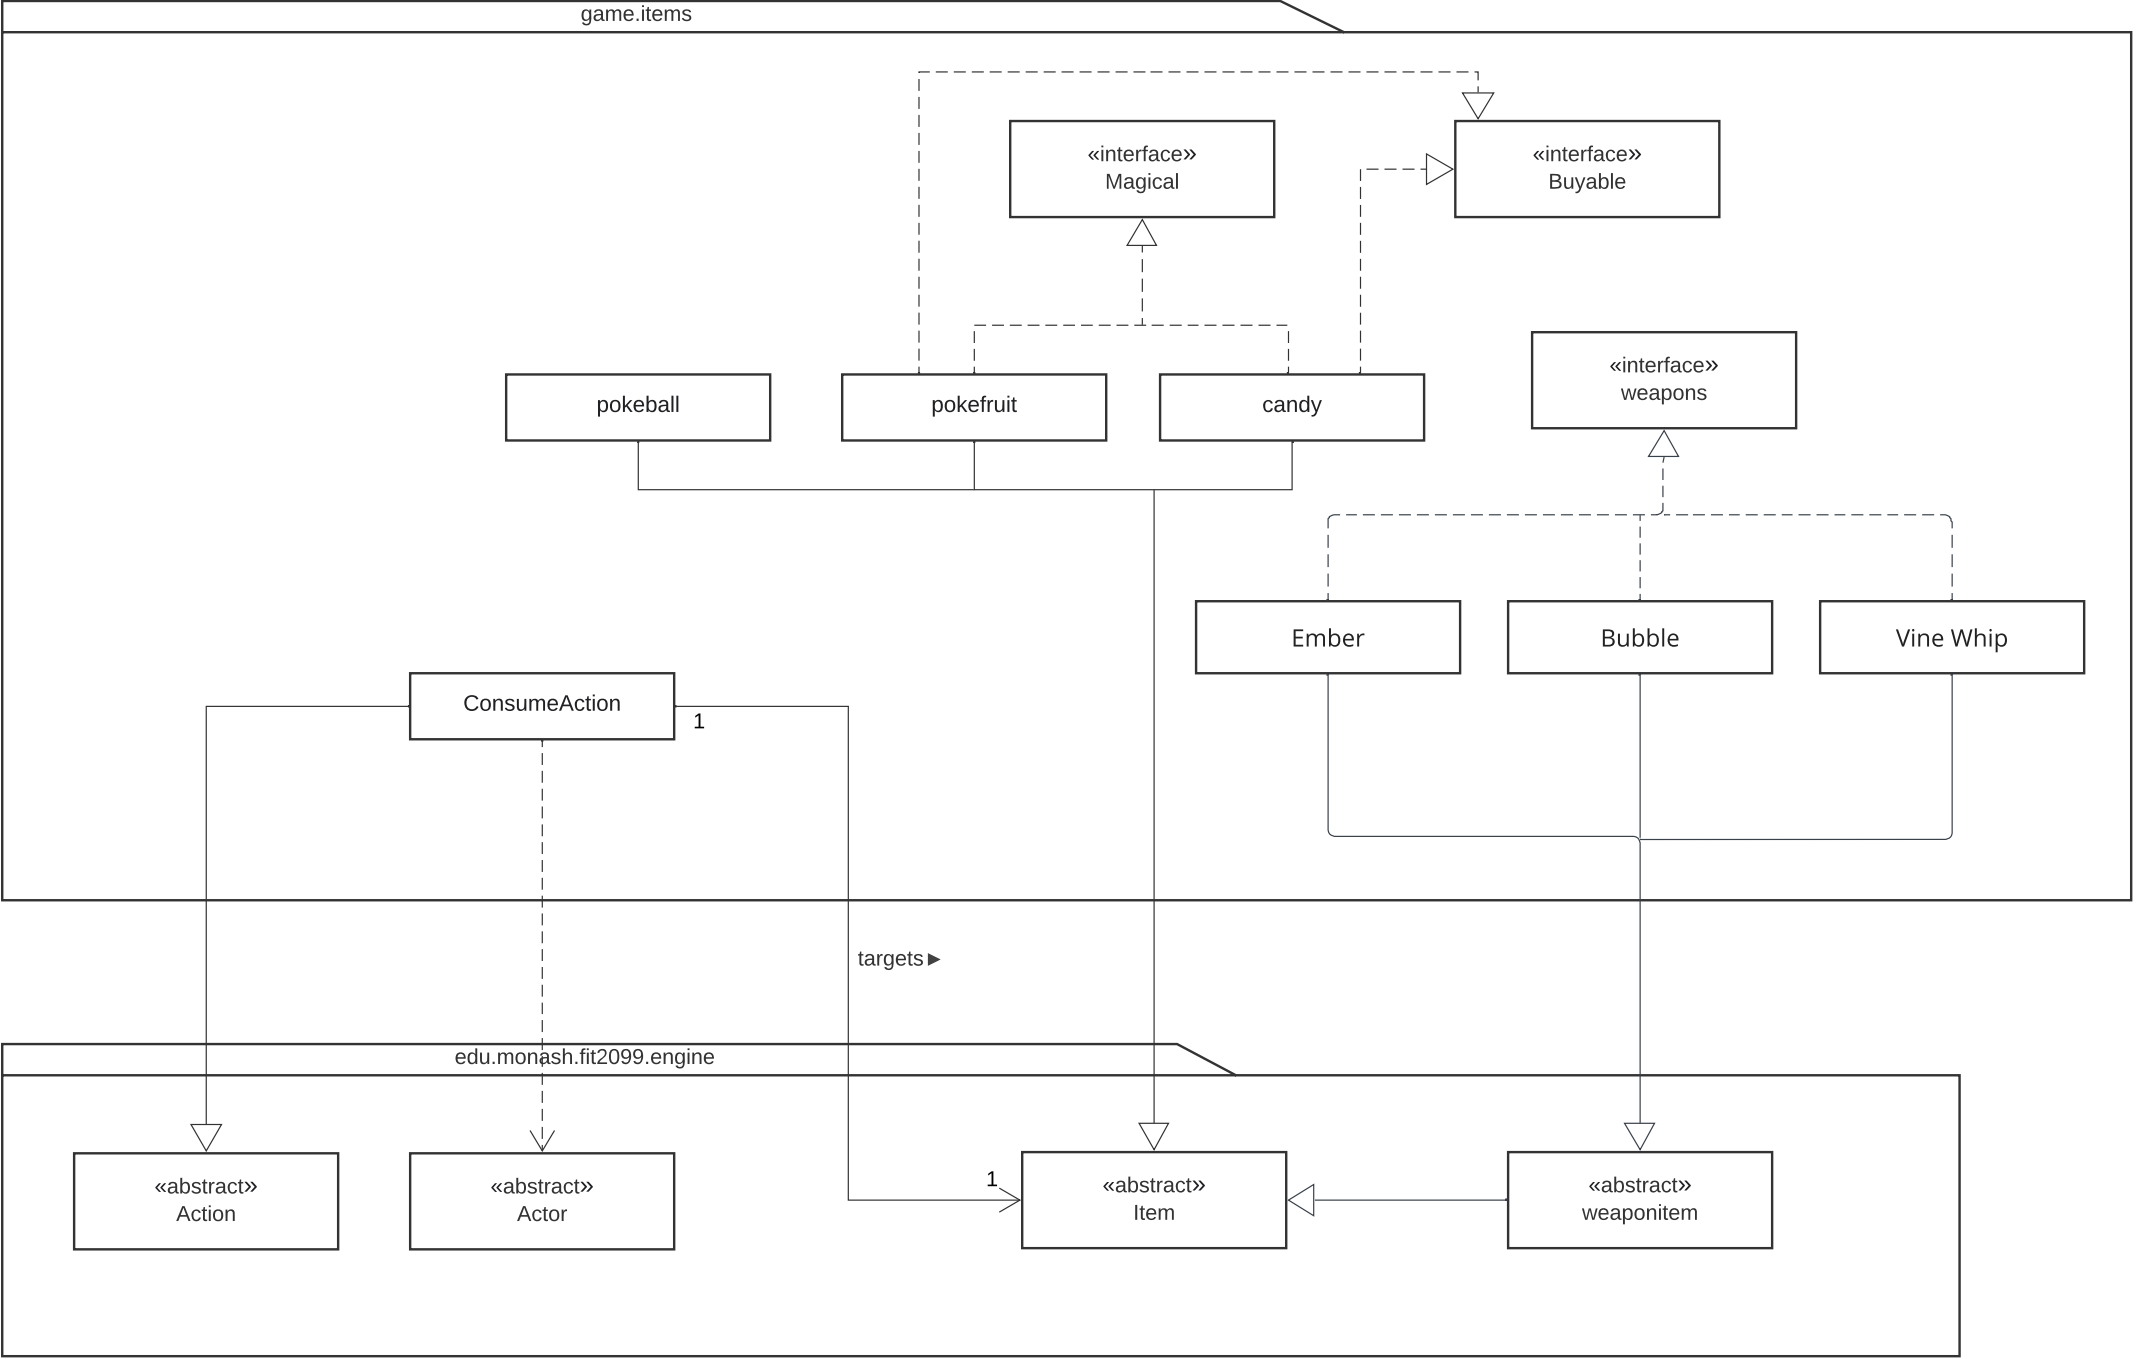 game.items
«interface»
Magical
«interface»
Buyable
«interface»
weapons
pokeball
pokefruit
candy
Ember
Bubble
Vine Whip
ConsumeAction
1
targets ▶
edu.monash.fit2099.engine
1
«abstract»
Action
«abstract»
Actor
«abstract»
Item
«abstract»
weaponitem